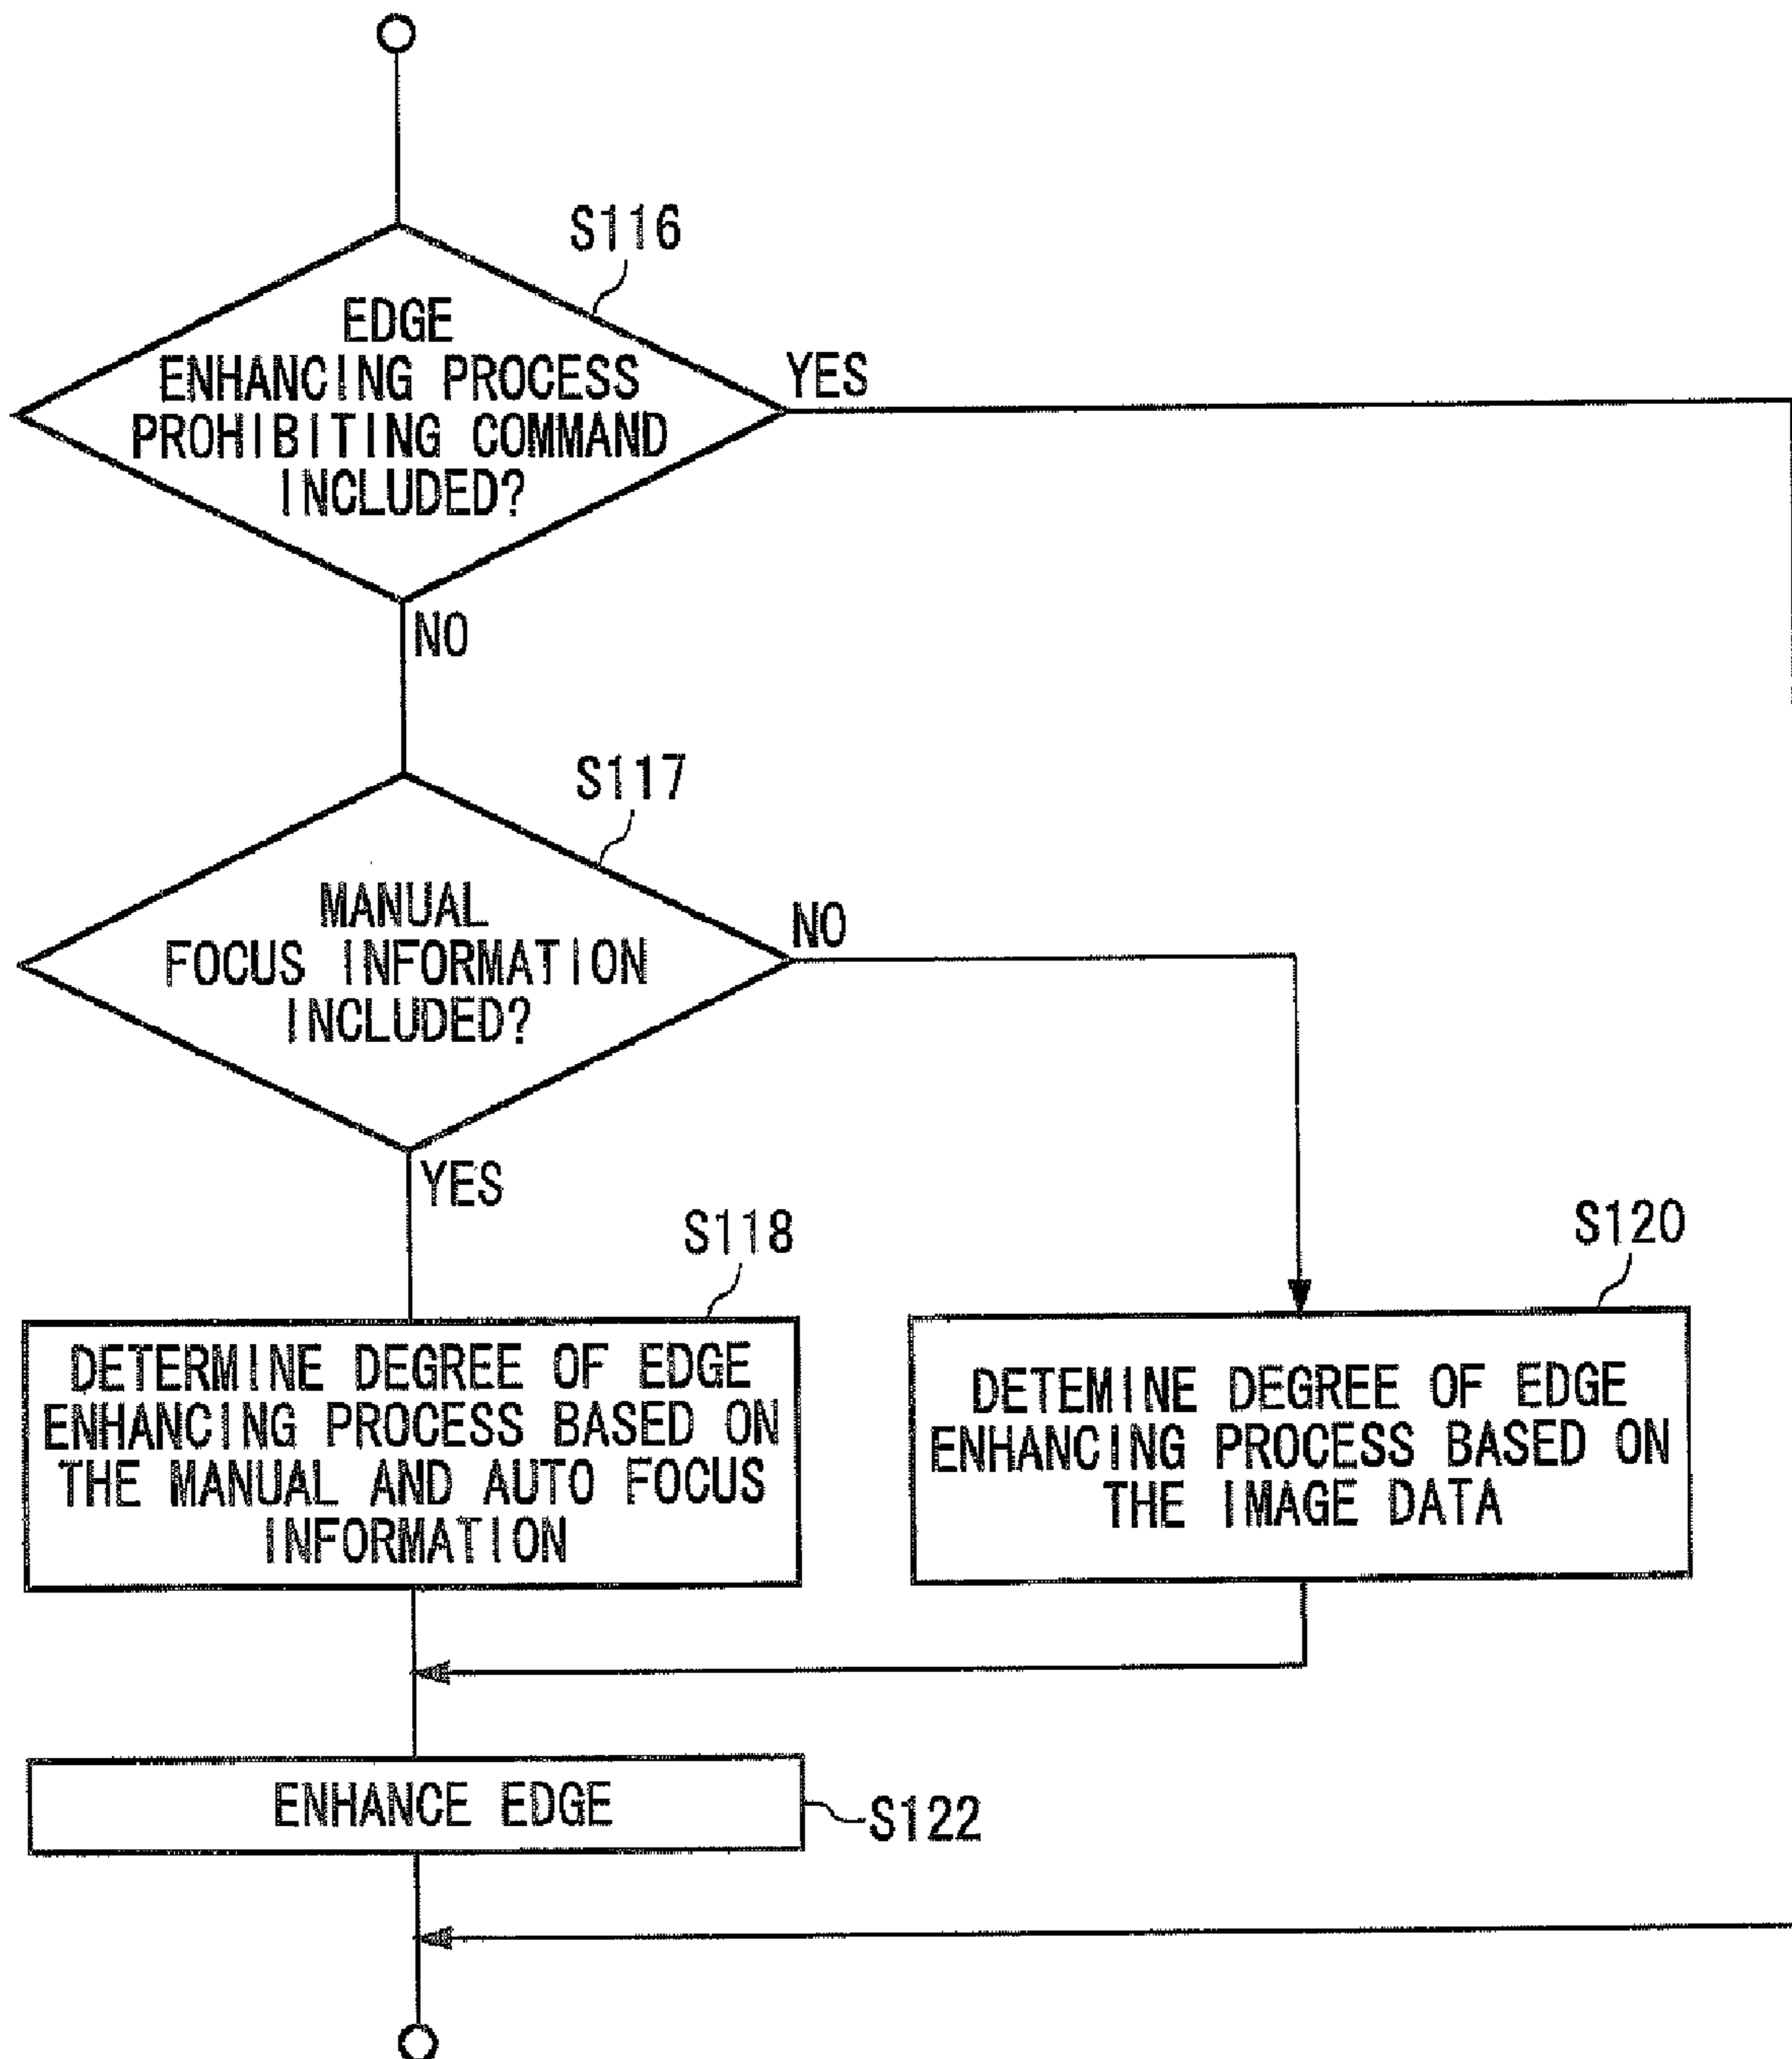 S116
EDGE
ENHANCING PROCESS
PROHIBITING COMMAND
INCLUDED?
YES
NO
S117
MANUAL
FOCUS INFORMATION
INCLUDED?
NO
YES
S118
DETERMINE DEGREE OF EDGE
ENHANCING PROCESS BASED ON
THE MANUAL AND AUTO FOCUS
INFORMATION
S120
DETEMINE DEGREE OF EDGE
ENHANCING PROCESS BASED ON
THE IMAGE DATA
ENHANCE EDGE
S122